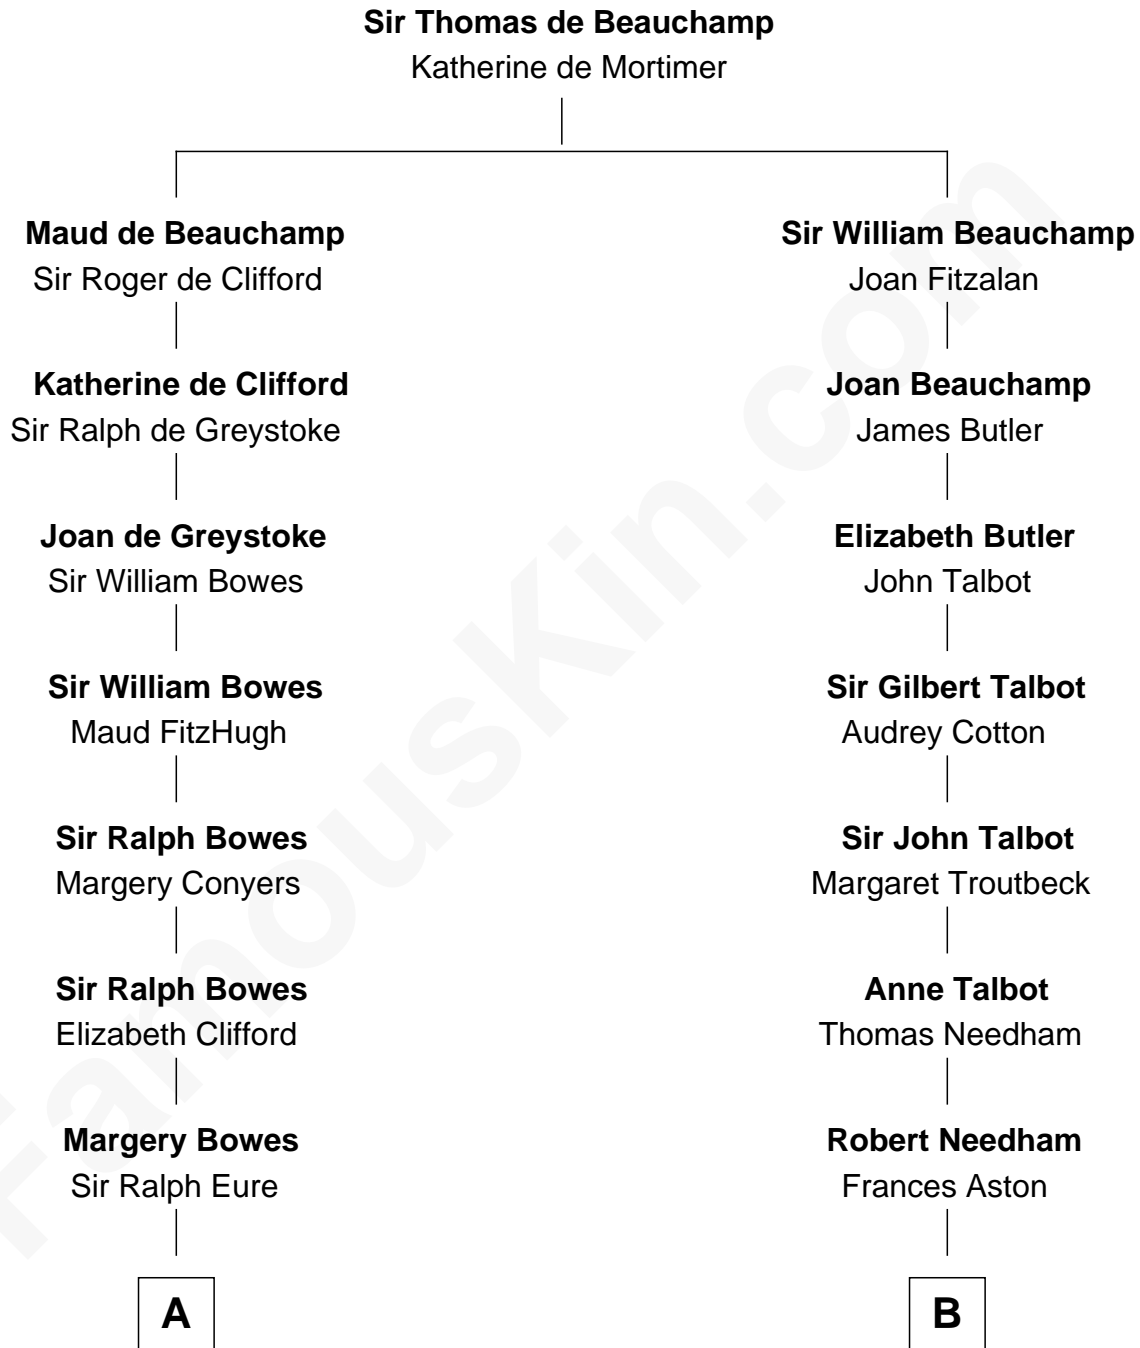 Sir Thomas de Beauchamp
Katherine de Mortimer
Maud de Beauchamp
Sir Roger de Clifford
Katherine de Clifford
Sir Ralph de Greystoke
Joan de Greystoke
Sir William Bowes
Sir William Bowes
Maud FitzHugh
Sir Ralph Bowes
Margery Conyers
Sir Ralph Bowes
Elizabeth Clifford
Margery Bowes
Sir Ralph Eure
A
Sir William Beauchamp
Joan Fitzalan
Joan Beauchamp
James Butler
Elizabeth Butler
John Talbot
Sir Gilbert Talbot
Audrey Cotton
Sir John Talbot
Margaret Troutbeck
Anne Talbot
Thomas Needham
Robert Needham
Frances Aston
B
FamousKin.com